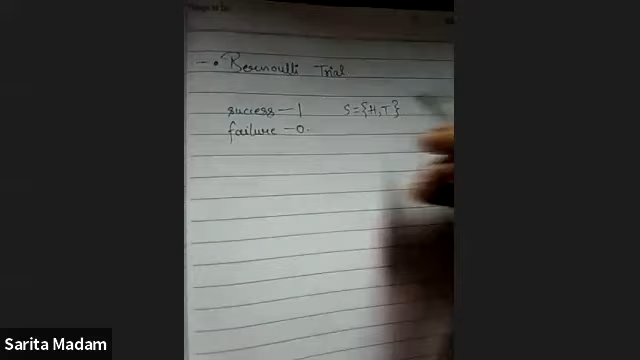 -• Bernoulli Trial
success - 1 S = {H, T}
failure - 0.
Sarita Madam